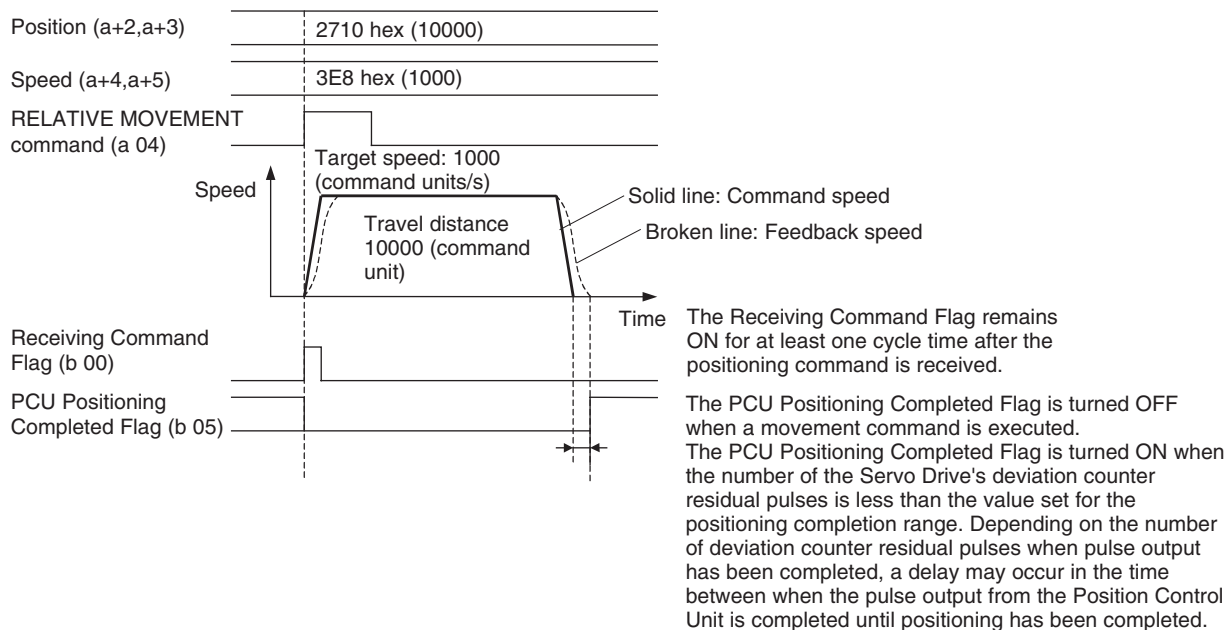 Position (a+2,a+3)
2710 hex (10000)
Speed (a+4,a+5)
3E8 hex (1000)
RELATIVE MOVEMENT
command (a 04)
Target speed: 1000
(command units/s)
Speed
Solid line: Command speed
Travel distance
10000 (command
unit)
Broken line: Feedback speed
Time
Receiving Command
Flag (b 00)
The Receiving Command Flag remains
ON for at least one cycle time after the
positioning command is received.
PCU Positioning
Completed Flag (b 05)
The PCU Positioning Completed Flag is turned OFF
when a movement command is executed.
The PCU Positioning Completed Flag is turned ON when
the number of the Servo Drive's deviation counter
residual pulses is less than the value set for the
positioning completion range. Depending on the number
of deviation counter residual pulses when pulse output
has been completed, a delay may occur in the time
between when the pulse output from the Position Control
Unit is completed until positioning has been completed.